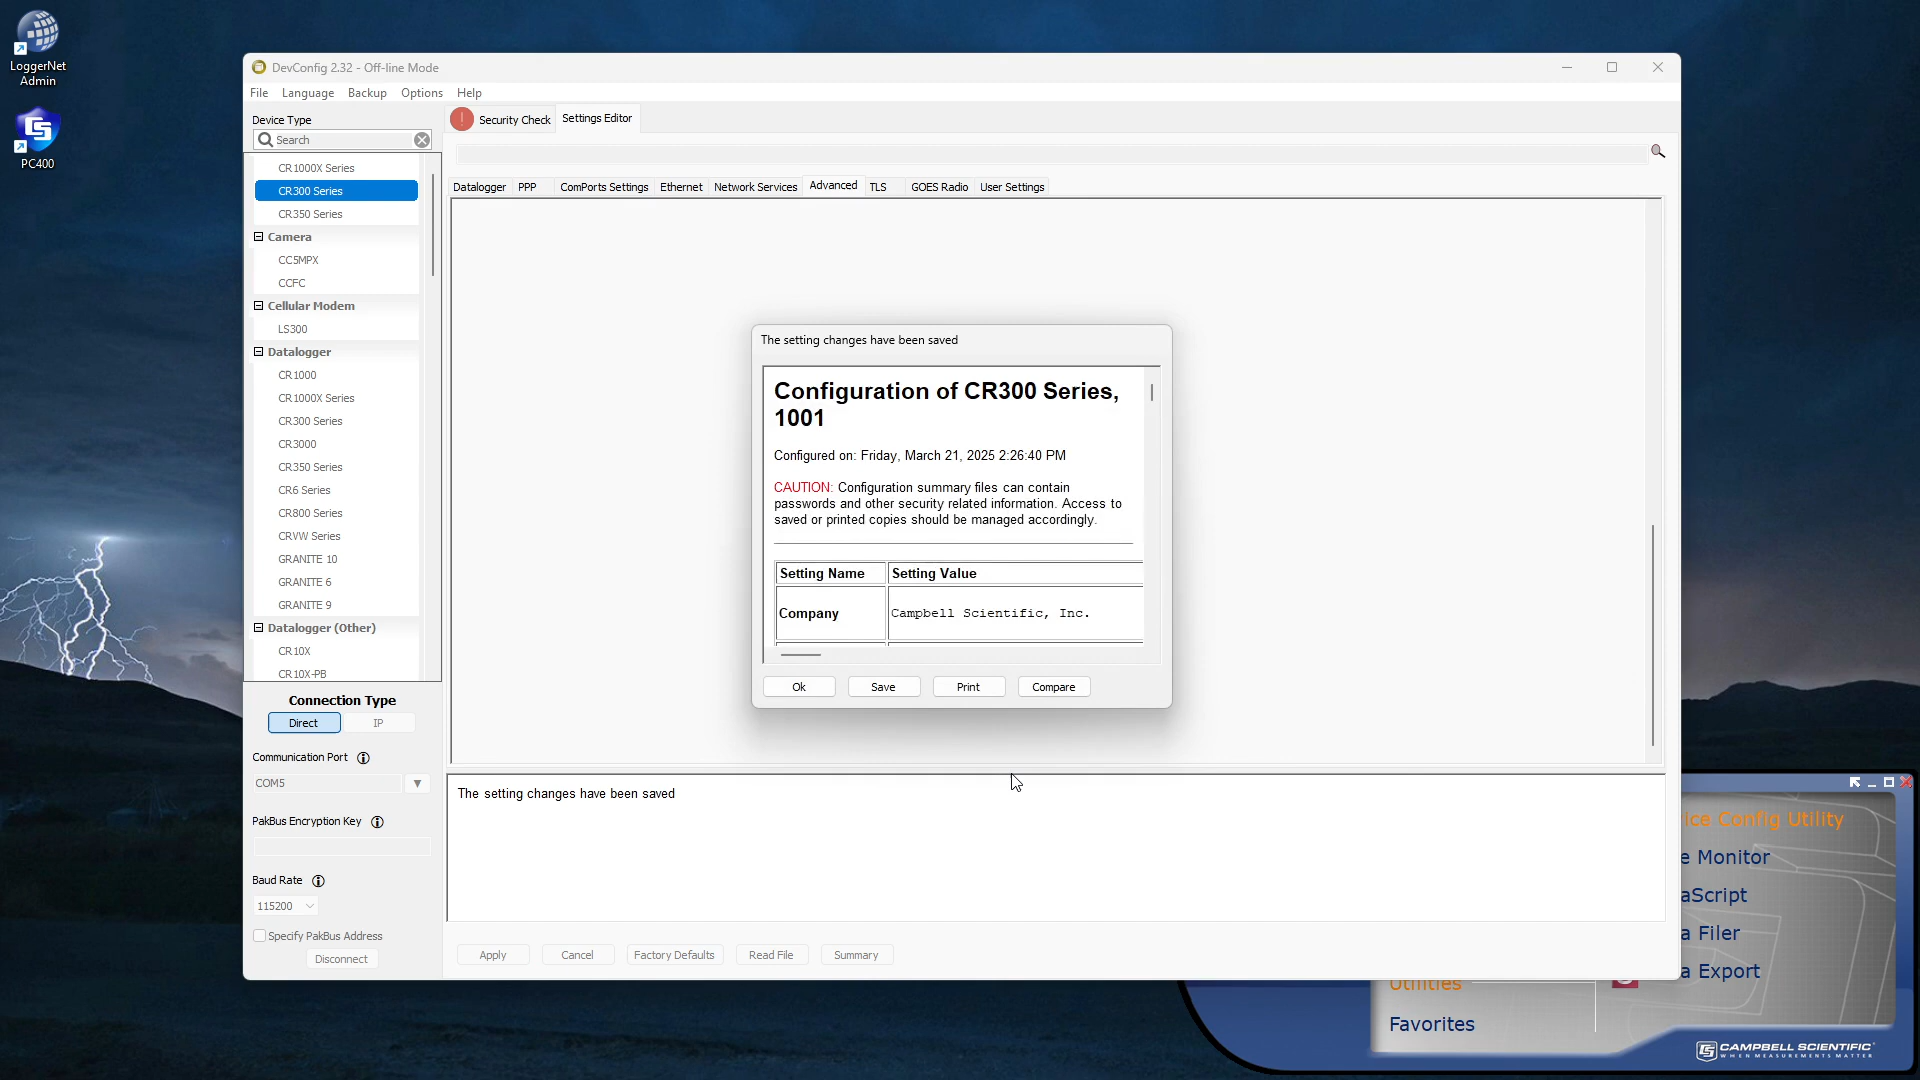 LoggerNet
Admin
PC400
DevConfig 2.32 - Off-line Mode
File Language Backup Options Help
Device Type
Search
CR1000X Series
CR300 Series
CR350 Series
Camera
CC5MPX
CCFC
Cellular Modem
LS300
Datalogger
CR1000
CR1000X Series
CR300 Series
CR3000
CR350 Series
CR6 Series
CR800 Series
CRVW Series
GRANITE 10
GRANITE 6
GRANITE 9
Datalogger (Other)
CR10X
CR10X-PB
Connection Type
Direct IP
Communication Port
COM5
PakBus Encryption Key
Baud Rate
115200
Specify PakBus Address
Disconnect
Security Check Settings Editor
Datalogger PPP ComPorts Settings Ethernet Network Services Advanced TLS GOES Radio User Settings
The setting changes have been saved
Configuration of CR300 Series,
1001
Configured on: Friday, March 21, 2025 2:26:40 PM
CAUTION: Configuration summary files can contain
passwords and other security related information. Access to
saved or printed copies should be managed accordingly.
Setting Name Setting Value
Company Campbell Scientific, Inc.
Ok Save Print Compare
The setting changes have been saved
Apply Cancel Factory Defaults Read File Summary
ice Config Utility
e Monitor
aScript
a Filer
a Export
Utilities
Favorites
CAMPBELL SCIENTIFIC
WHEN MEASUREMENTS MATTER